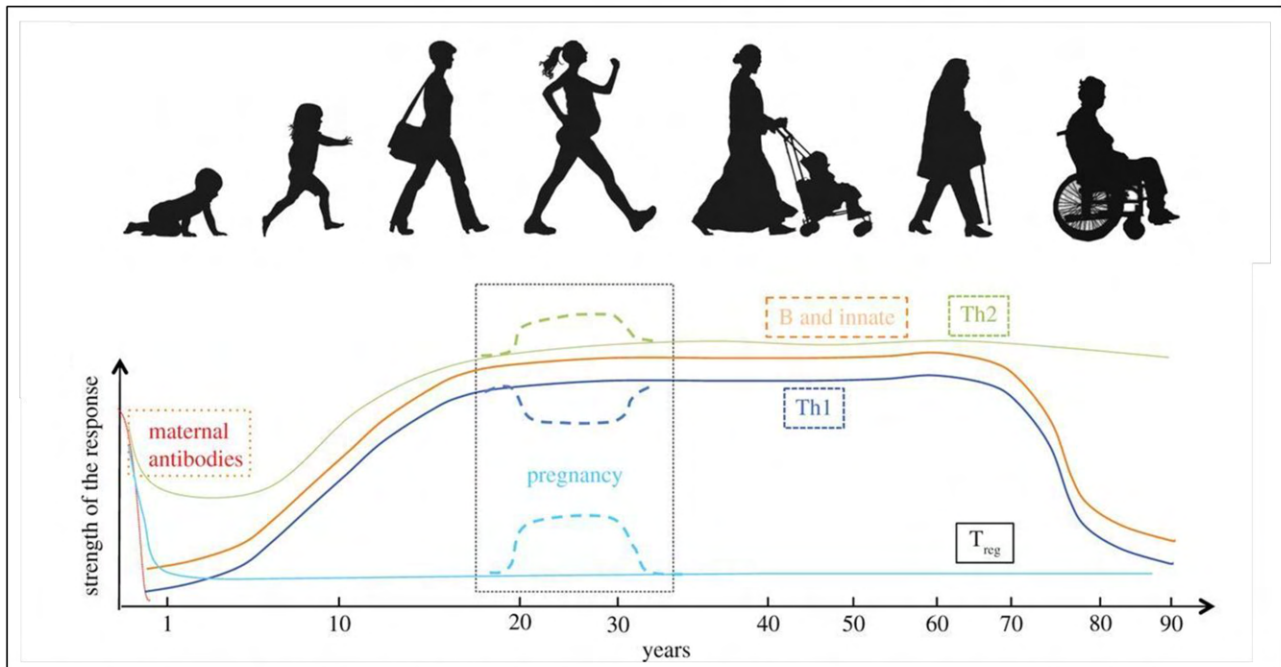 B and innate
Th2
Th1
maternal
antibodies
pregnancy
Treg
strength of the response
1 10 20 30 40 50 60 70 80 90
years